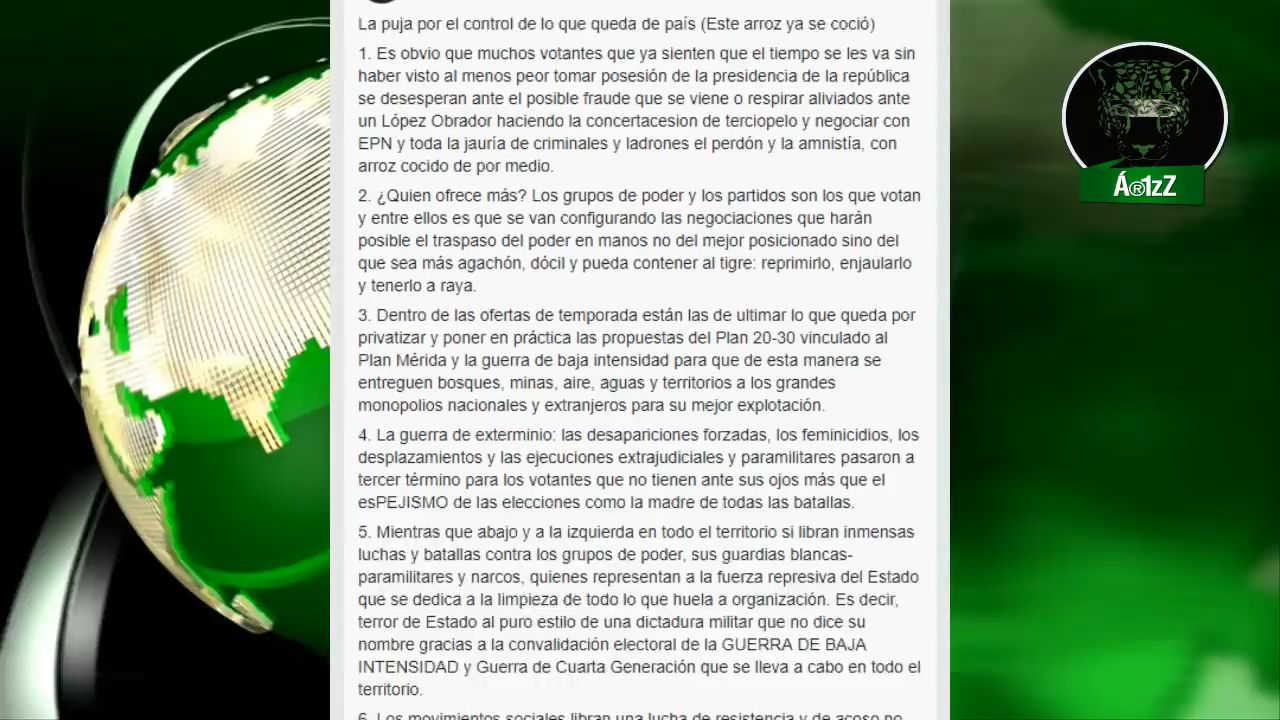 La puja por el control de lo que queda de país (Este arroz ya se coció)
1. Es obvio que muchos votantes que ya sienten que el tiempo se les va sin
haber visto al menos peor tomar posesión de la presidencia de la república
se desesperan ante el posible fraude que se viene o respirar aliviados ante
un López Obrador haciendo la concertacesion de terciopelo y negociar con
EPN y toda la jauría de criminales y ladrones el perdón y la amnistía, con
arroz cocido de por medio.
2. ¿Quien ofrece más? Los grupos de poder y los partidos son los que votan
y entre ellos es que se van configurando las negociaciones que harán
posible el traspaso del poder en manos no del mejor posicionado sino del
que sea más agachón, dócil y pueda contener al tigre: reprimirlo, enjaularlo
y tenerlo a raya.
3. Dentro de las ofertas de temporada están las de ultimar lo que queda por
privatizar y poner en práctica las propuestas del Plan 20-30 vinculado al
Plan Mérida y la guerra de baja intensidad para que de esta manera se
entreguen bosques, minas, aire, aguas y territorios a los grandes
monopolios nacionales y extranjeros para su mejor explotación.
4. La guerra de exterminio: las desapariciones forzadas, los feminicidios, los
desplazamientos y las ejecuciones extrajudiciales y paramilitares pasaron a
tercer término para los votantes que no tienen ante sus ojos más que el
esPEJISMO de las elecciones como la madre de todas las batallas.
5. Mientras que abajo y a la izquierda en todo el territorio si libran inmensas
luchas y batallas contra los grupos de poder, sus guardias blancas-
paramilitares y narcos, quienes representan a la fuerza represiva del Estado
que se dedica a la limpieza de todo lo que huela a organización. Es decir,
terror de Estado al puro estilo de una dictadura militar que no dice su
nombre gracias a la convalidación electoral de la GUERRA DE BAJA
INTENSIDAD y Guerra de Cuarta Generación que se lleva a cabo en todo el
territorio.
6. Los movimientos sociales libran una lucha de resistencia y de acoso no
Á®1zZ